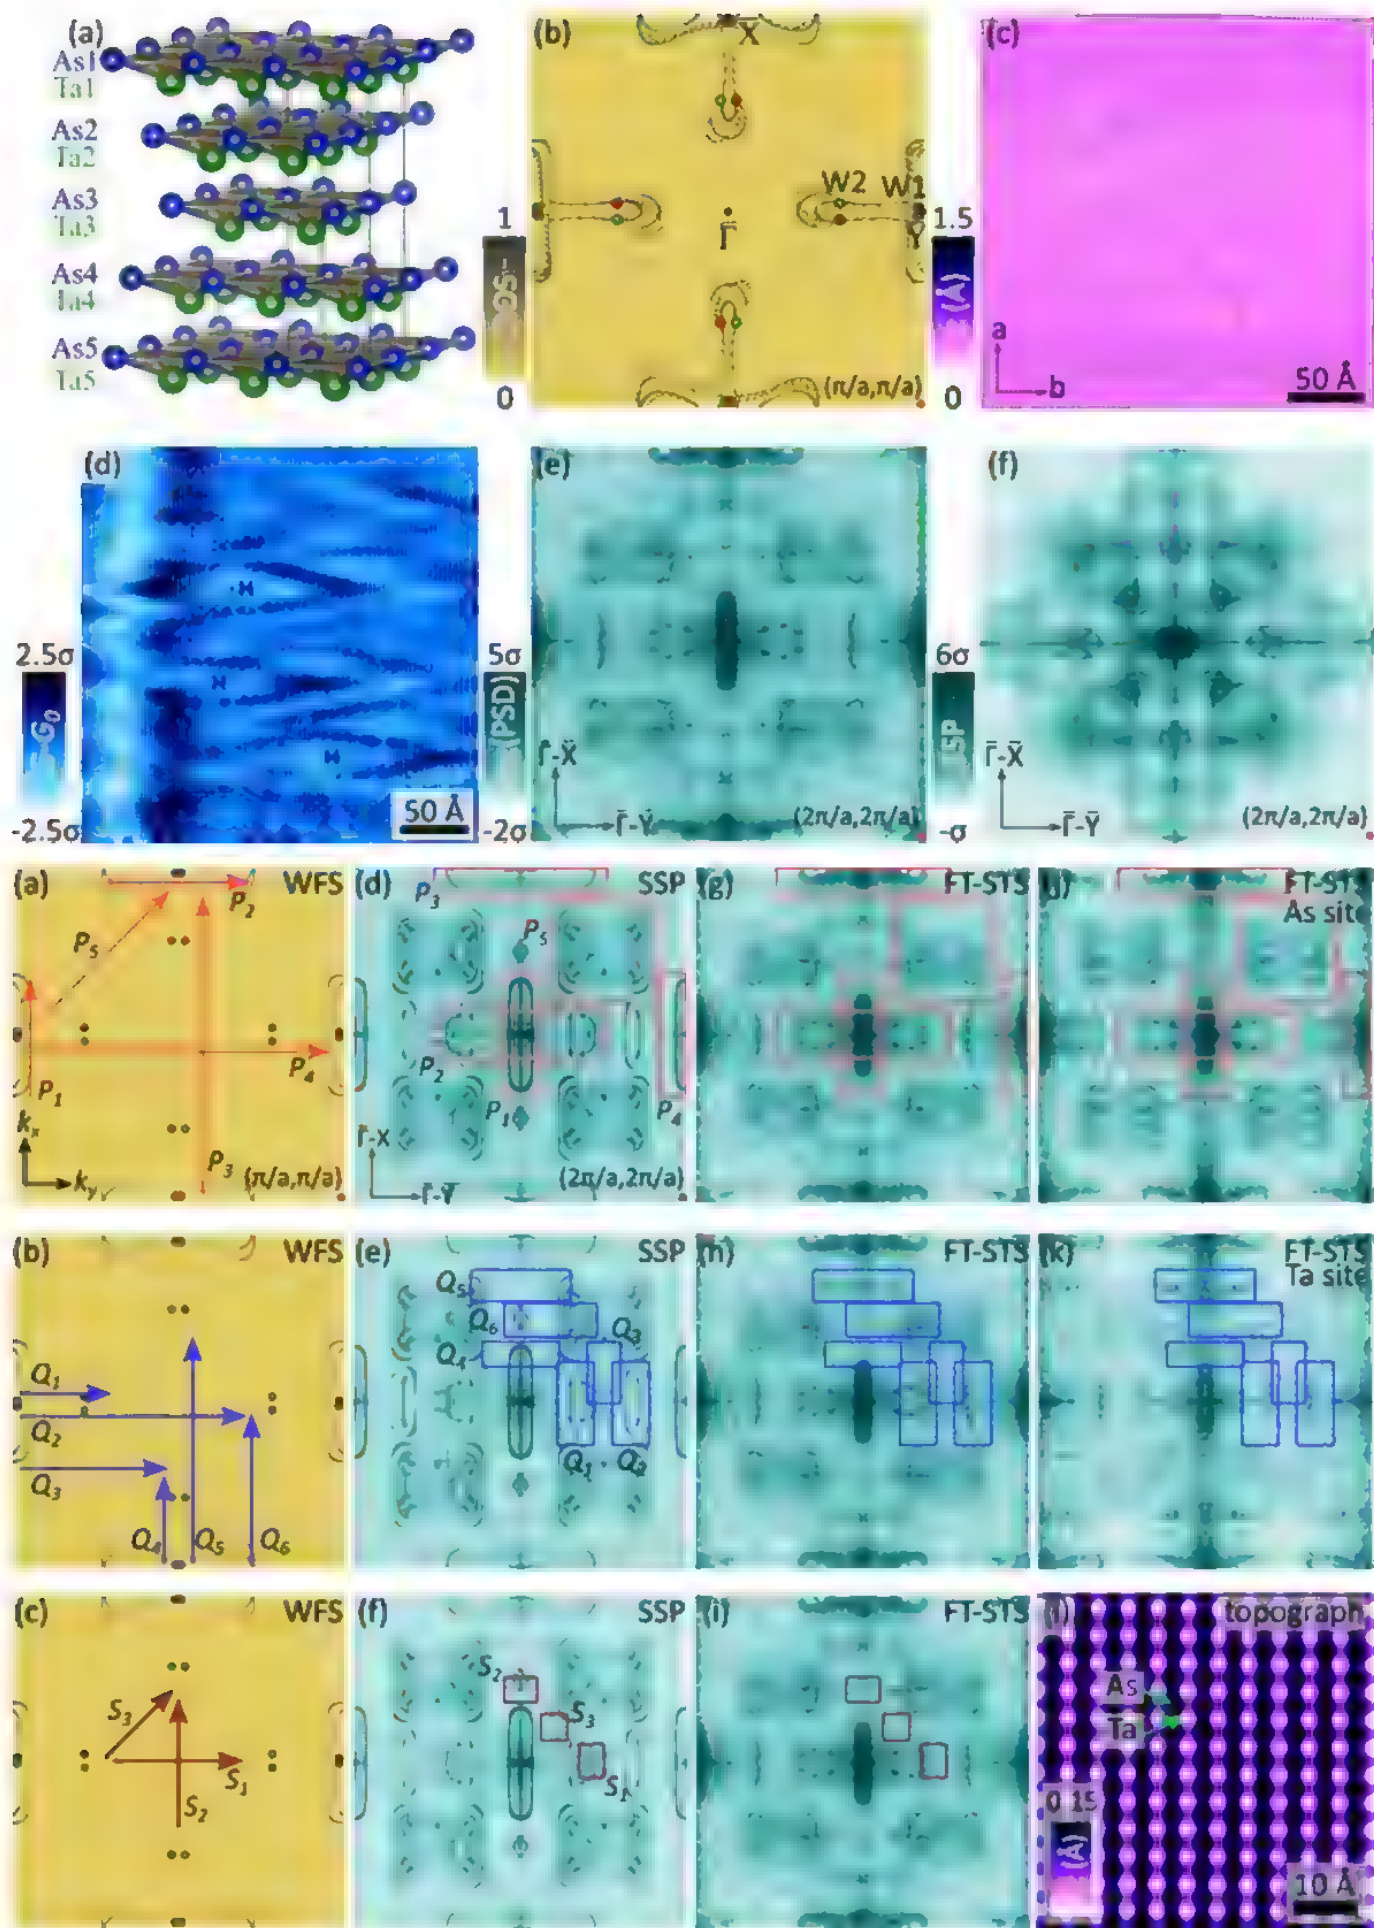 (a)
As1
Ta1
As2
Ta2
As3
Ta3
As4
Ta4
As5
Ta5
(b)
X̄
W2
W1
Γ̄
Ȳ
(π/a,π/a)
1
0
(c)
1.5
(Å)
0
a
b
50 Å
(d)
2.5σ
-2.5σ
50 Å
(e)
5σ
(PSD)
-2σ
Γ̄-X̄
Γ̄-Ȳ
(2π/a,2π/a)
(f)
6σ
SP
-σ
Γ̄-X̄
Γ̄-Ȳ
(2π/a,2π/a)
(a) WFS
P2
P5
P4
P1
P3
kx
ky
(π/a,π/a)
(d) SSP
P3
P5
P2
P1
P4
Γ̄-X̄
Γ̄-Ȳ
(2π/a,2π/a)
(g) FT-STS
(j) FT-STS
As site
(b) WFS
Q1
Q2
Q3
Q4
Q5
Q6
(e) SSP
Q5
Q6
Q3
Q4
Q1
Q2
(h) FT-STS
(k) FT-STS
Ta site
(c) WFS
S3
S1
S2
(f) SSP
S2
S3
S1
(i) FT-STS
(l) topograph
As
Ta
0.15
(Å)
10 Å